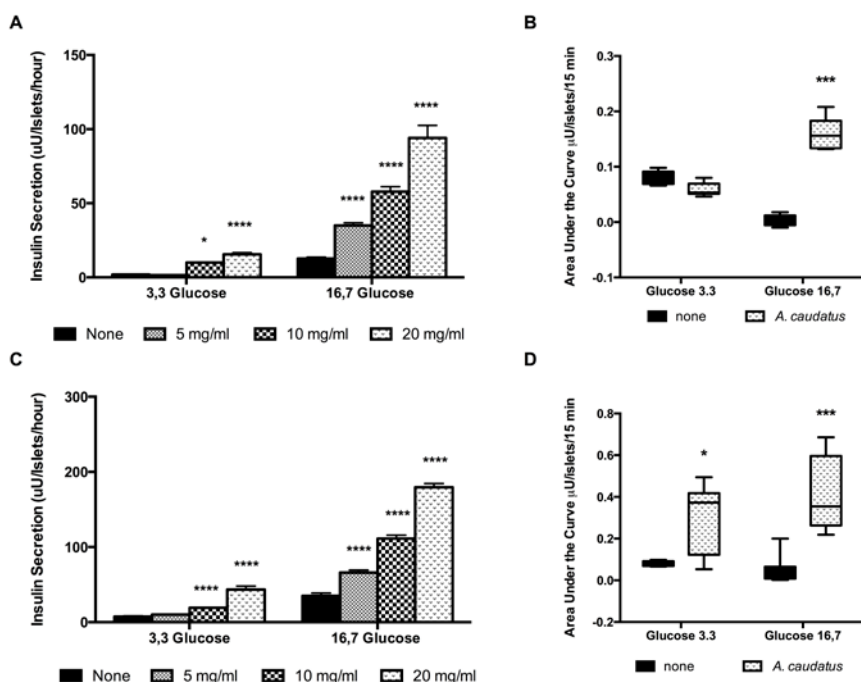 A
Insulin Secretion (uU/Islets/hour)
150
100
50
0
*
****
****
****
****
3,3 Glucose
16,7 Glucose
None
5 mg/ml
10 mg/ml
20 mg/ml
B
Area Under the Curve µU/islets/15 min
0.3
0.2
0.1
0.0
-0.1
***
Glucose 3.3
Glucose 16,7
none
A. caudatus
C
Insulin Secretion (uU/Islets/hour)
300
200
100
0
****
****
****
****
****
3,3 Glucose
16,7 Glucose
None
5 mg/ml
10 mg/ml
20 mg/ml
D
Area Under the Curve µU/islets/15 min
0.8
0.6
0.4
0.2
0.0
-0.2
*
***
Glucose 3.3
Glucose 16,7
none
A. caudatus